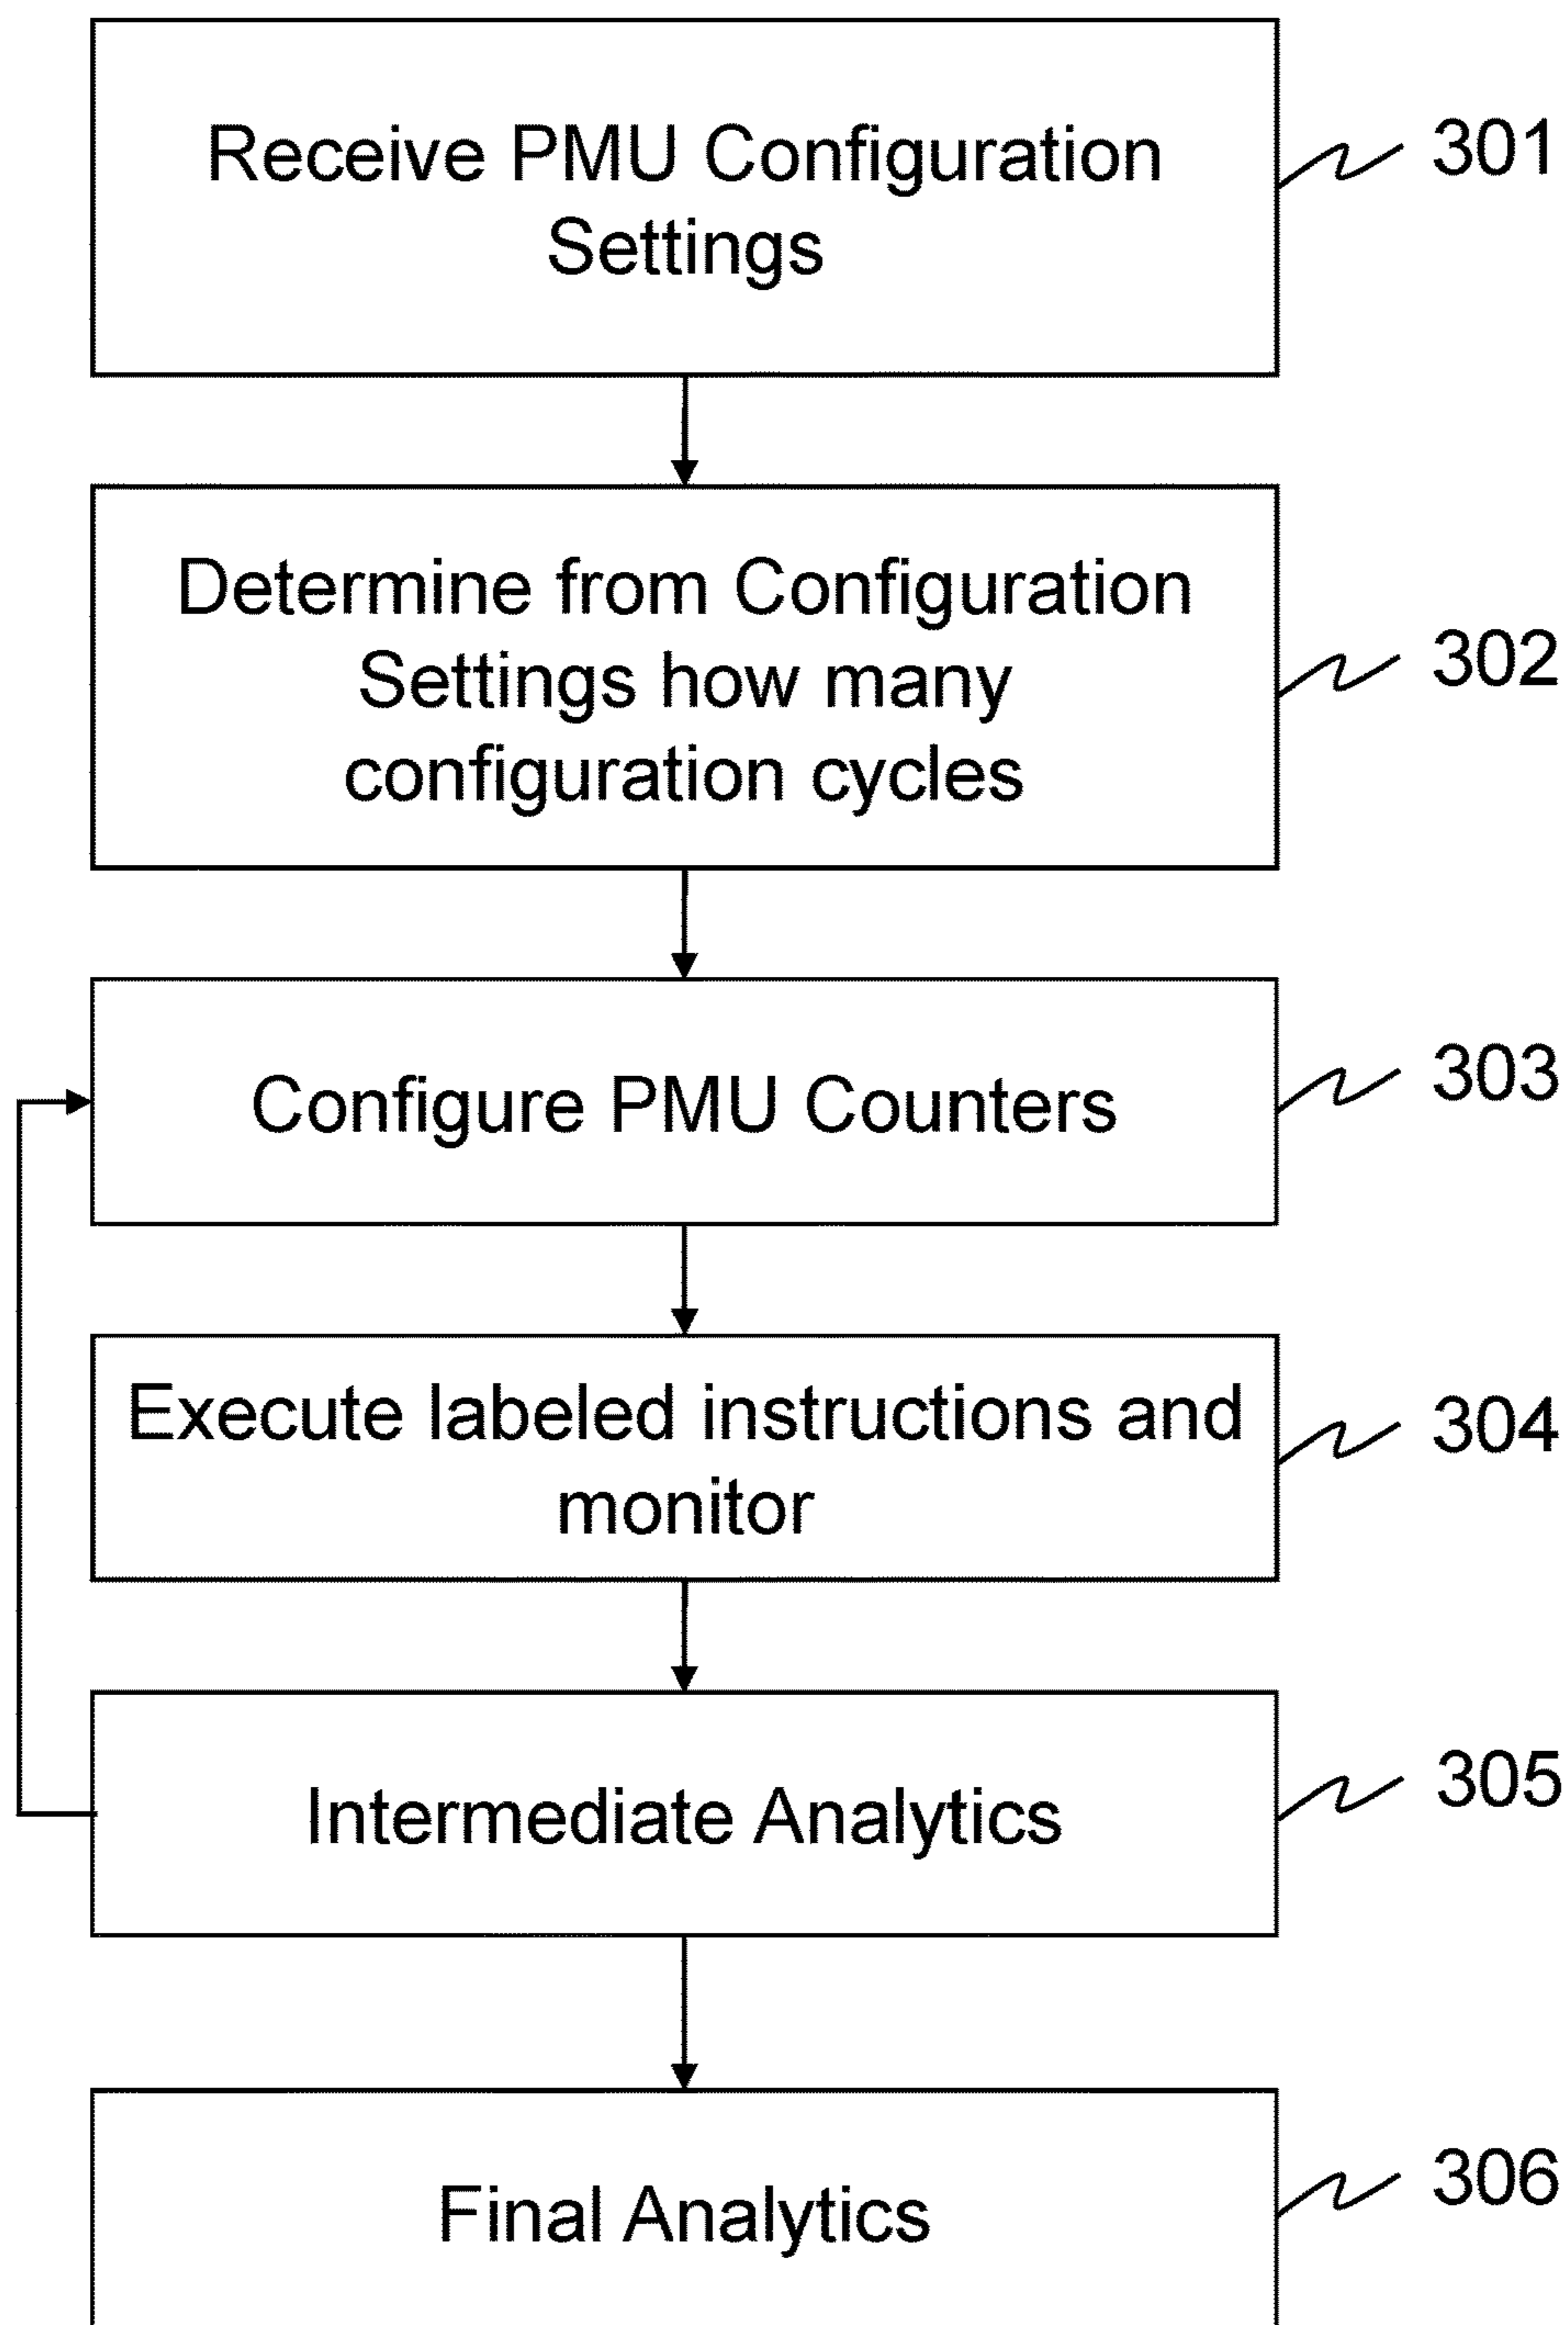 Receive PMU Configuration
Settings
301
Determine from Configuration
Settings how many
configuration cycles
302
Configure PMU Counters
303
Execute labeled instructions and
monitor
304
Intermediate Analytics
305
Final Analytics
306